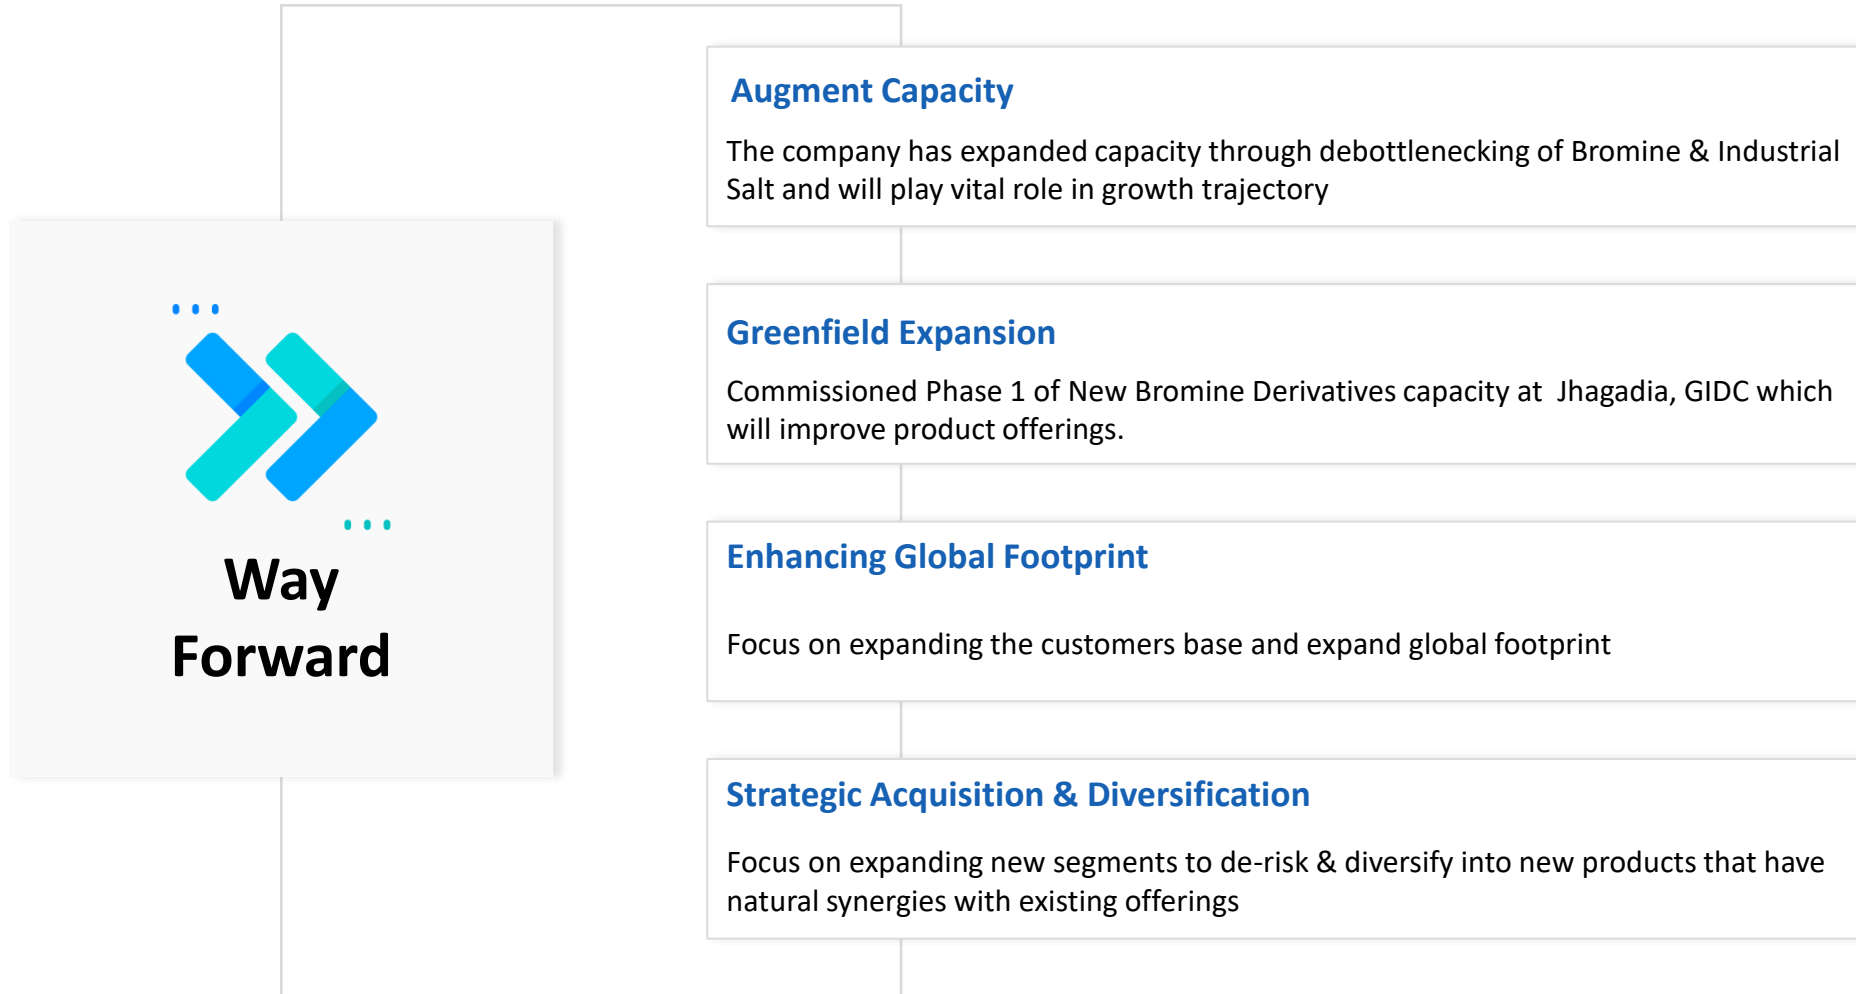 Way
Forward
Augment Capacity
The company has expanded capacity through debottlenecking of Bromine & Industrial
Salt and will play vital role in growth trajectory
Greenfield Expansion
Commissioned Phase 1 of New Bromine Derivatives capacity at  Jhagadia, GIDC which
will improve product offerings.
Enhancing Global Footprint
Focus on expanding the customers base and expand global footprint
Strategic Acquisition & Diversification
Focus on expanding new segments to de-risk & diversify into new products that have
natural synergies with existing offerings